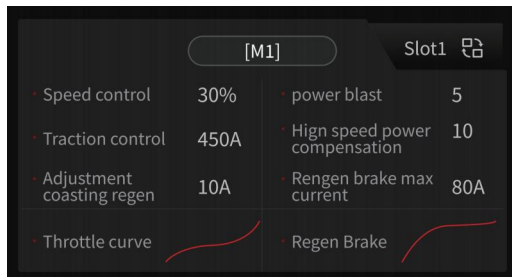 [M1]
Slot1
Speed control 30%
power blast 5
Traction control 450A
Hign speed power
compensation 10
Adjustment
coasting regen 10A
Rengen brake max
current 80A
Throttle curve
Regen Brake